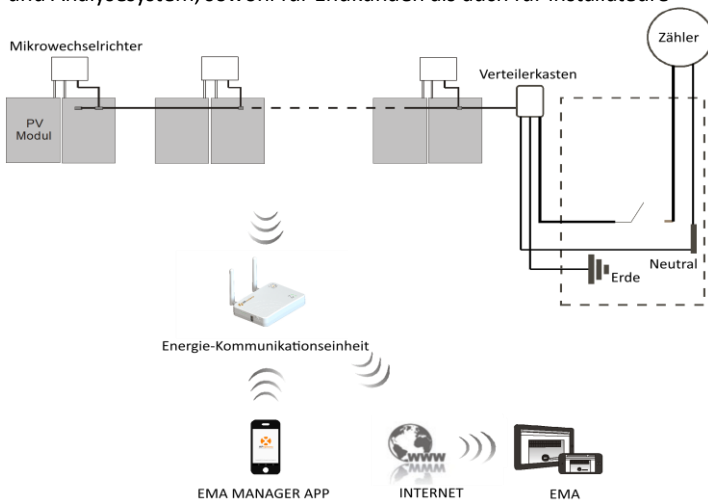 und Analysesystem, sowohl für Endkunden als auch für Installateure
Mikrowechselrichter
Zähler
Verteilerkasten
PV
Modul
Neutral
Erde
Energie-Kommunikationseinheit
WWW
EMA MANAGER APP
INTERNET
EMA